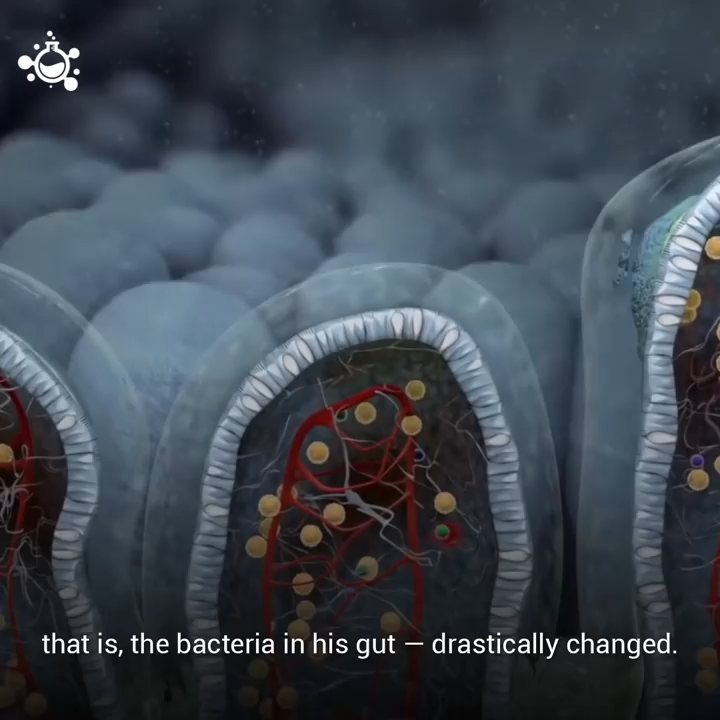 that is, the bacteria in his gut — drastically changed.